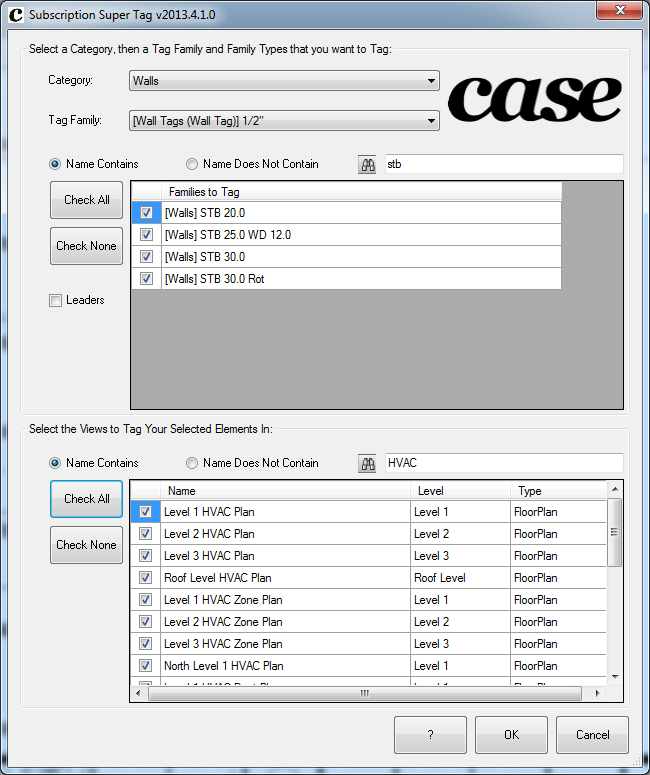 c Subscription Super Tag v2013.4.1.0
Select a Category, then a Tag Family and Family Types that you want to Tag:
Category: Walls
case
Tag Family: [Wall Tags (Wall Tag)] 1/2"
Name Contains Name Does Not Contain stb
Check All
Check None
Leaders
Families to Tag
[Walls] STB 20.0
[Walls] STB 25.0 WD 12.0
[Walls] STB 30.0
[Walls] STB 30.0 Rot
Select the Views to Tag Your Selected Elements In:
Name Contains Name Does Not Contain HVAC
Check All
Check None
Name Level Type
Level 1 HVAC Plan Level 1 FloorPlan
Level 2 HVAC Plan Level 2 FloorPlan
Level 3 HVAC Plan Level 3 FloorPlan
Roof Level HVAC Plan Roof Level FloorPlan
Level 1 HVAC Zone Plan Level 1 FloorPlan
Level 2 HVAC Zone Plan Level 2 FloorPlan
Level 3 HVAC Zone Plan Level 3 FloorPlan
North Level 1 HVAC Plan Level 1 FloorPlan
? OK Cancel